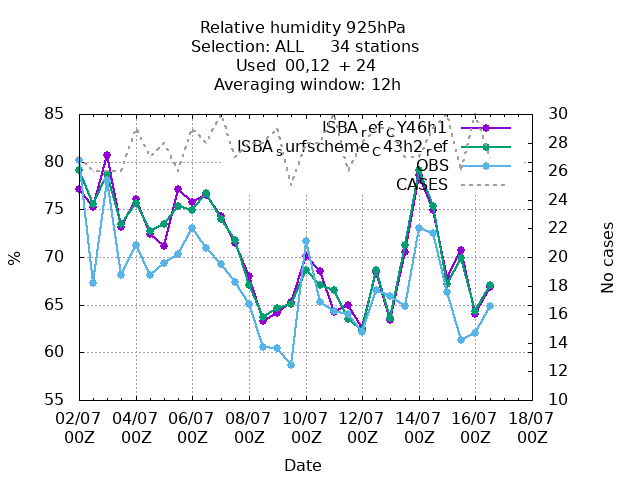 Relative humidity 925hPa
Selection: ALL 34 stations
Used 00,12 + 24
Averaging window: 12h
ISBA_ref_CY46h1
ISBA_surfscheme_C43h2_ref
OBS
CASES
85
80
75
70
65
60
55
%
30
28
26
24
22
20
18
16
14
12
10
No cases
02/07 04/07 06/07 08/07 10/07 12/07 14/07 16/07 18/07
00Z 00Z 00Z 00Z 00Z 00Z 00Z 00Z 00Z
Date